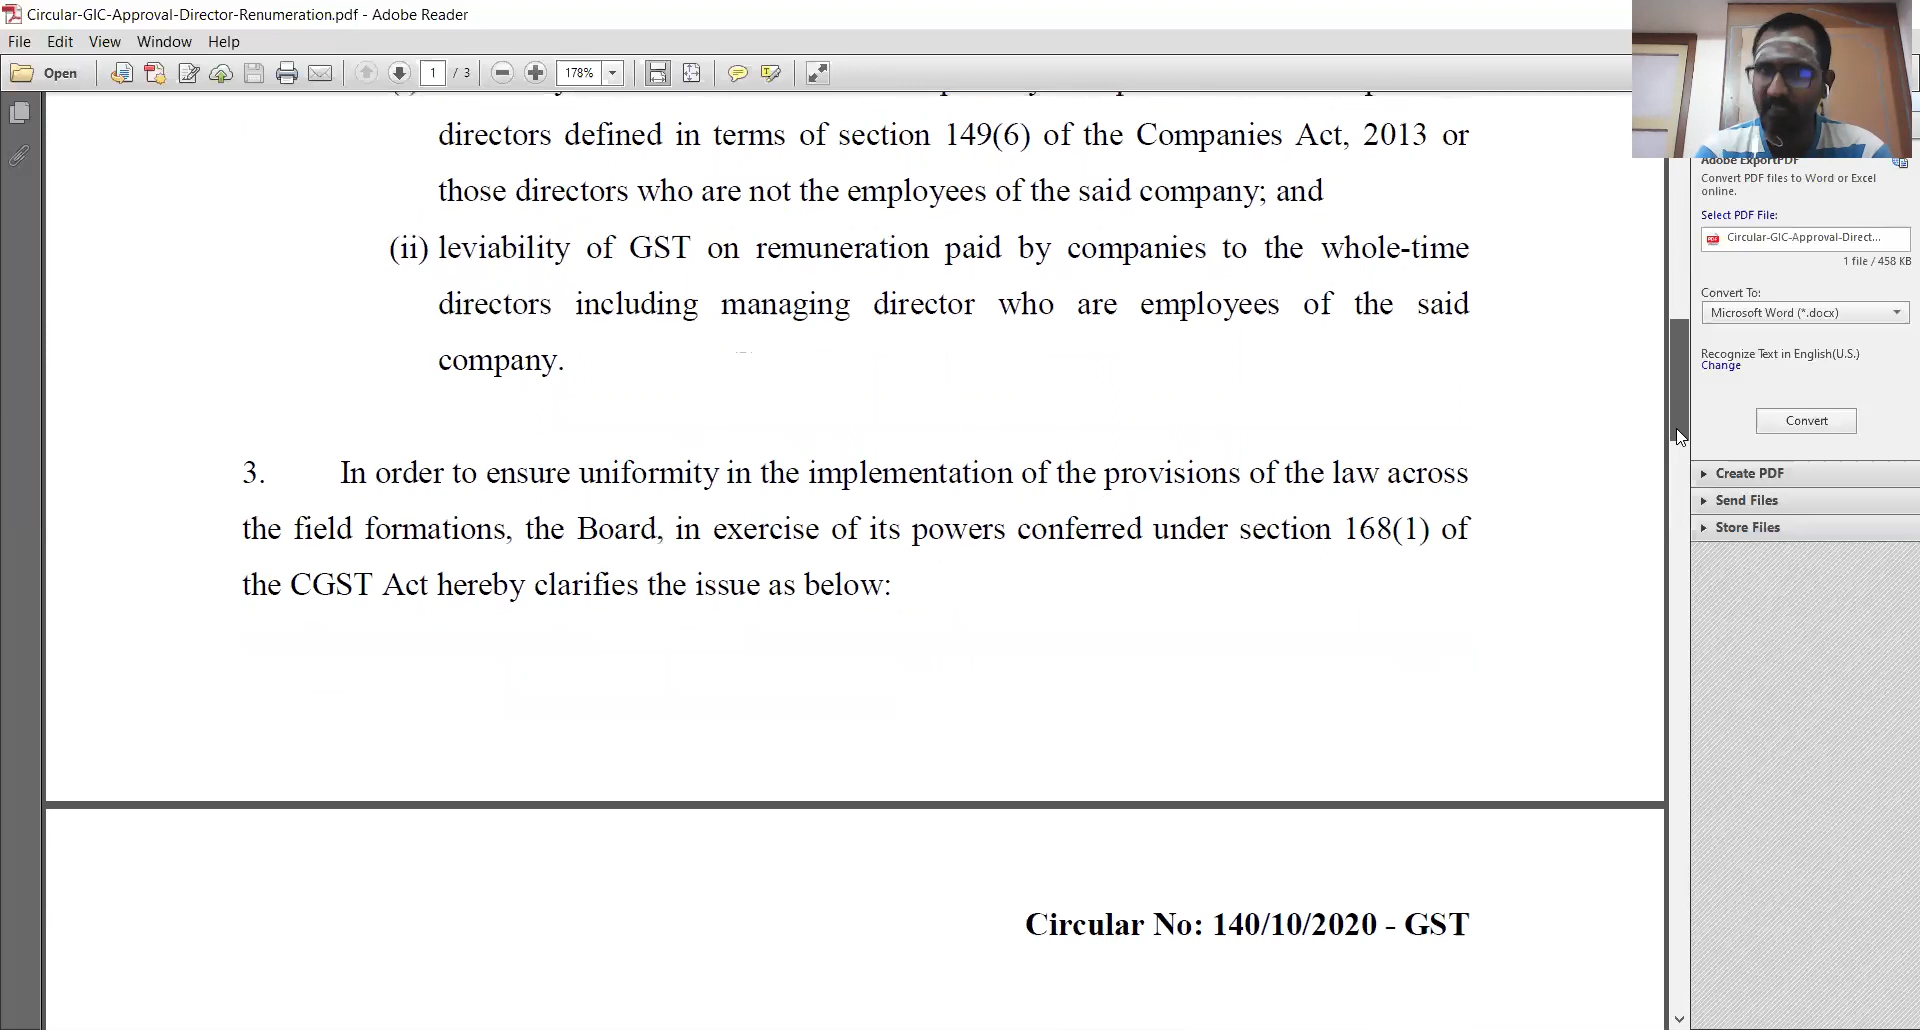 Circular-GIC-Approval-Director-Renumeration.pdf - Adobe Reader
File Edit View Window Help
Open 1 / 3 178%
directors defined in terms of section 149(6) of the Companies Act, 2013 or
those directors who are not the employees of the said company; and
(ii) leviability of GST on remuneration paid by companies to the whole-time
directors including managing director who are employees of the said
company.
3. In order to ensure uniformity in the implementation of the provisions of the law across
the field formations, the Board, in exercise of its powers conferred under section 168(1) of
the CGST Act hereby clarifies the issue as below:
Circular No: 140/10/2020 - GST
Adobe ExportPDF
Convert PDF files to Word or Excel
online.
Select PDF File:
Circular-GIC-Approval-Direct...
1 file / 458 KB
Convert To:
Microsoft Word (*.docx)
Recognize Text in English(U.S.)
Change
Convert
Create PDF
Send Files
Store Files